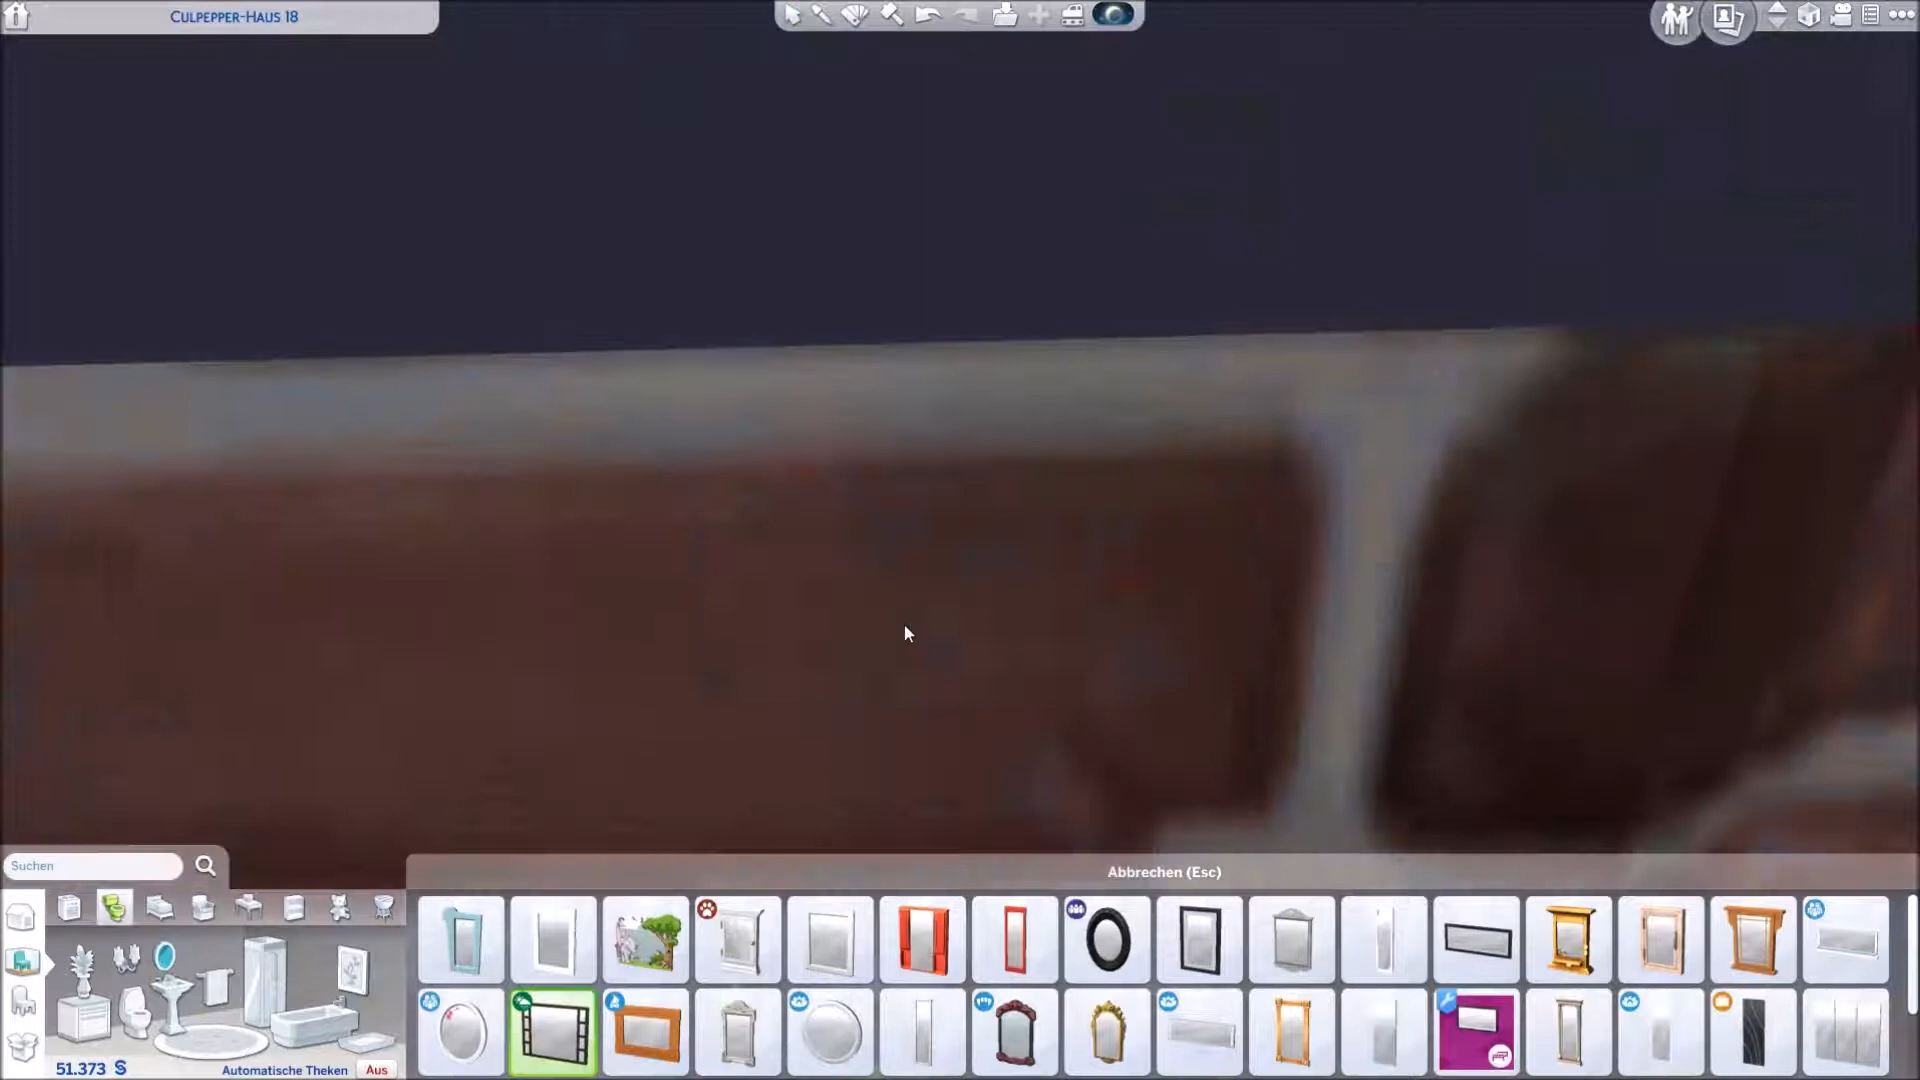 Culpepper-Haus 18
Suchen
Abbrechen (Esc)
51.373 S
Automatische Theken Aus